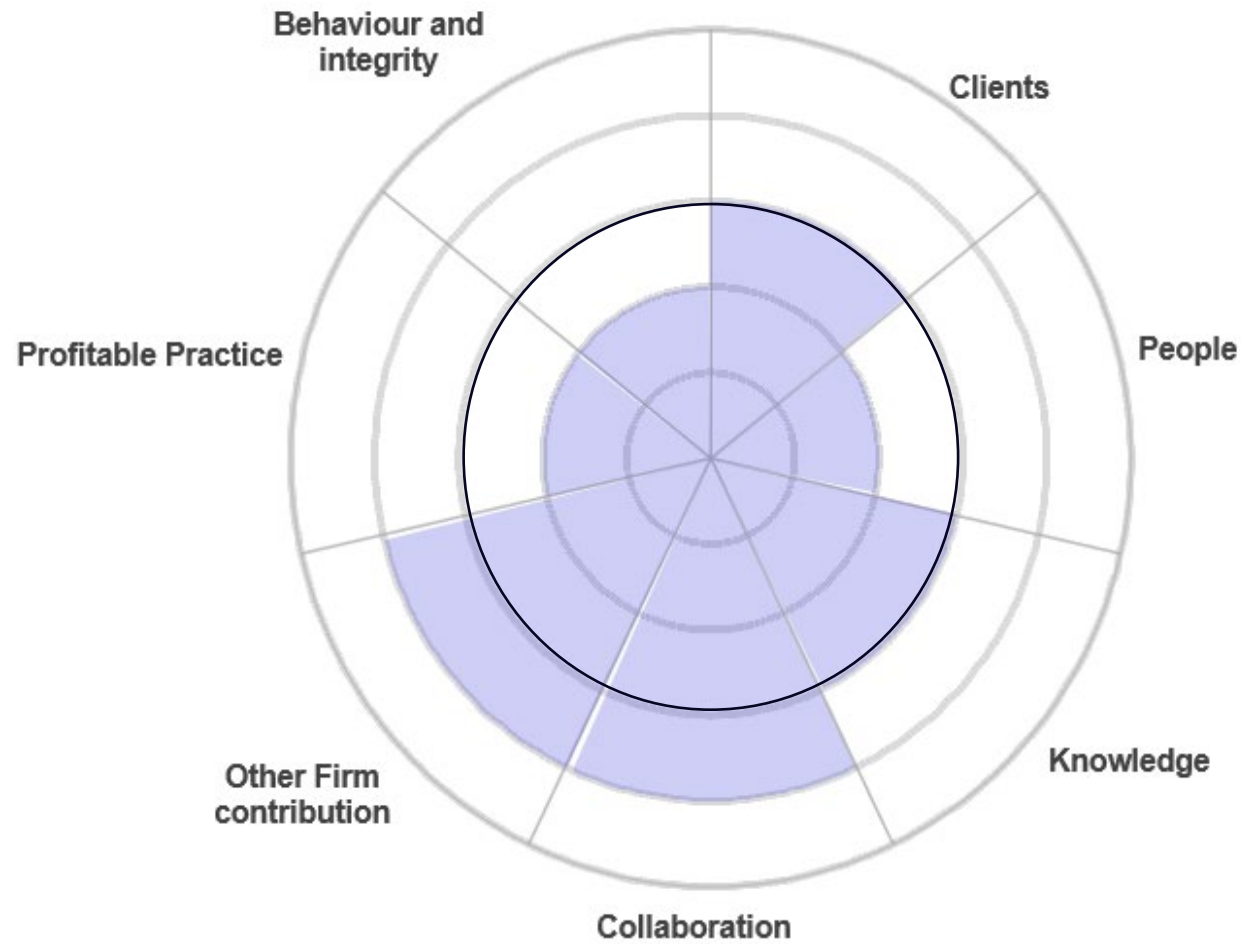 Behaviour and
integrity
Clients
People
Profitable Practice
Knowledge
Other Firm
contribution
Collaboration